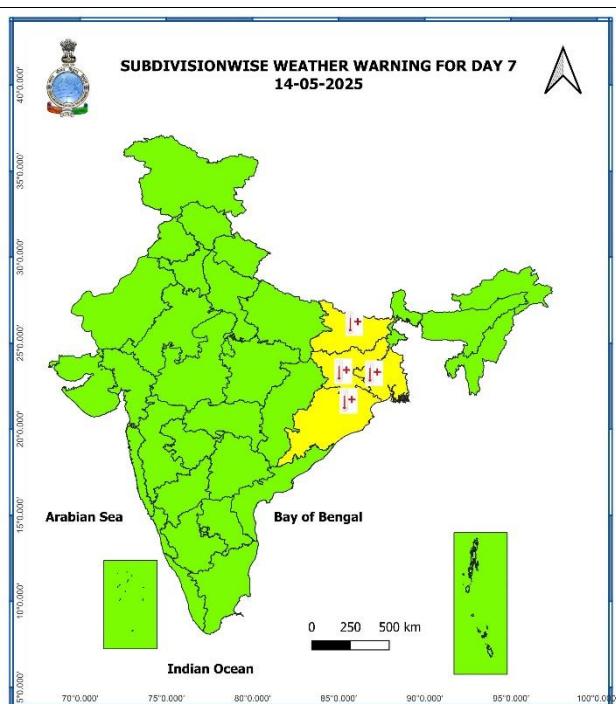 SUBDIVISIONWISE WEATHER WARNING FOR DAY 7
14-05-2025
40°0.000'
35°0.000'
30°0.000'
25°0.000'
20°0.000'
15°0.000'
10°0.000'
5°0.000'
Arabian Sea
Bay of Bengal
0 250 500 km
Indian Ocean
70°0.000' 75°0.000' 80°0.000' 85°0.000' 90°0.000' 95°0.000' 100°0.000'